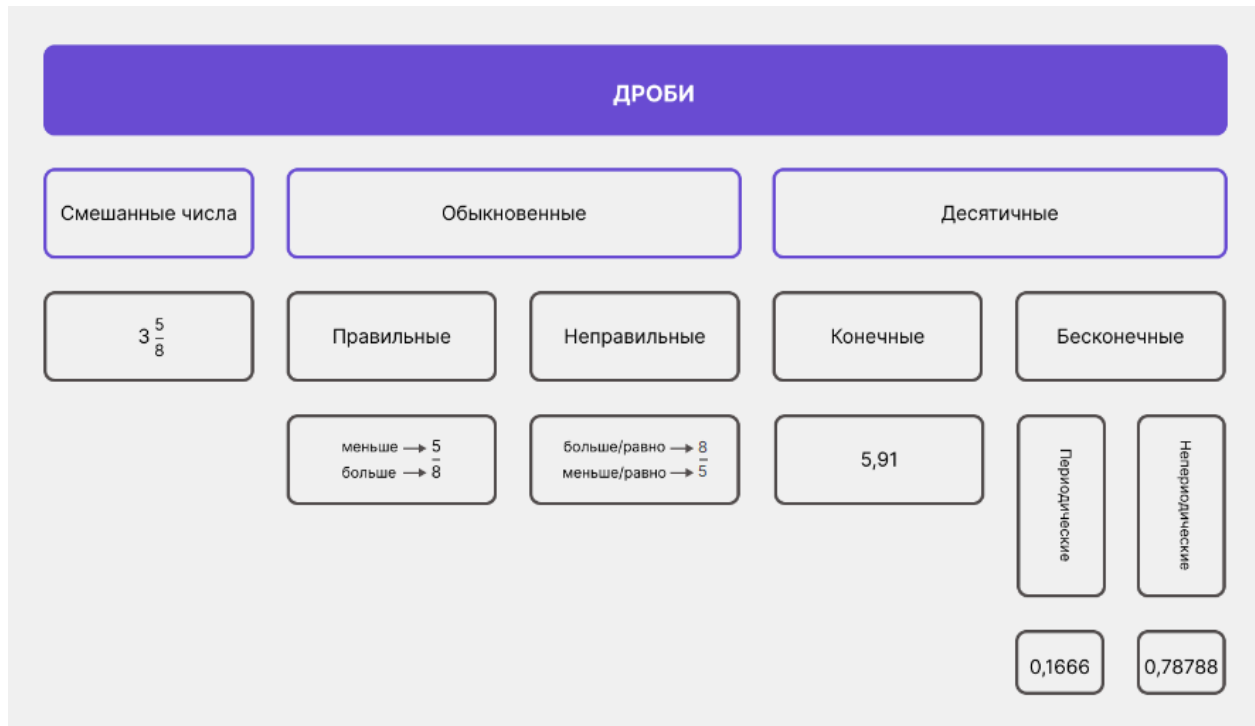 ДРОБИ
Смешанные числа
Обыкновенные
Десятичные
3 5/8
Правильные
Неправильные
Конечные
Бесконечные
меньше → 5
больше → 8
больше/равно → 8
меньше/равно → 5
5,91
Периодические
Непериодические
0,1666
0,78788